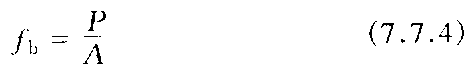 f_b = P/A (7.7.4)